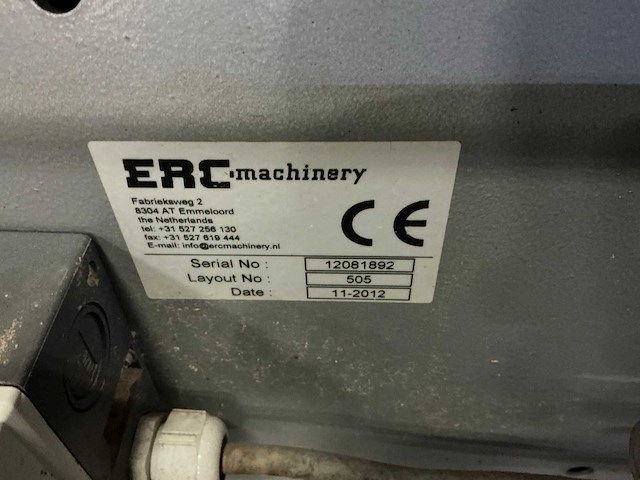 ERC machinery
Fabrieksweg 2
8304 AT Emmeloord
the Netherlands
tel: +31 527 256 130
fax: +31 527 619 444
E-mail: info@ercmachinery.nl
CE
Serial No : 12081892
Layout No : 505
Date : 11-2012